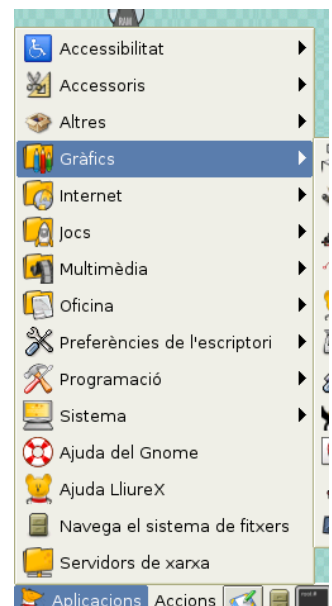 RAM
Accessibilitat
Accessoris
Altres
Gràfics
Internet
Jocs
Multimèdia
Oficina
Preferències de l'escriptori
Programació
Sistema
Ajuda del Gnome
Ajuda LliureX
Navega el sistema de fitxers
Servidors de xarxa
Aplicacions Accions